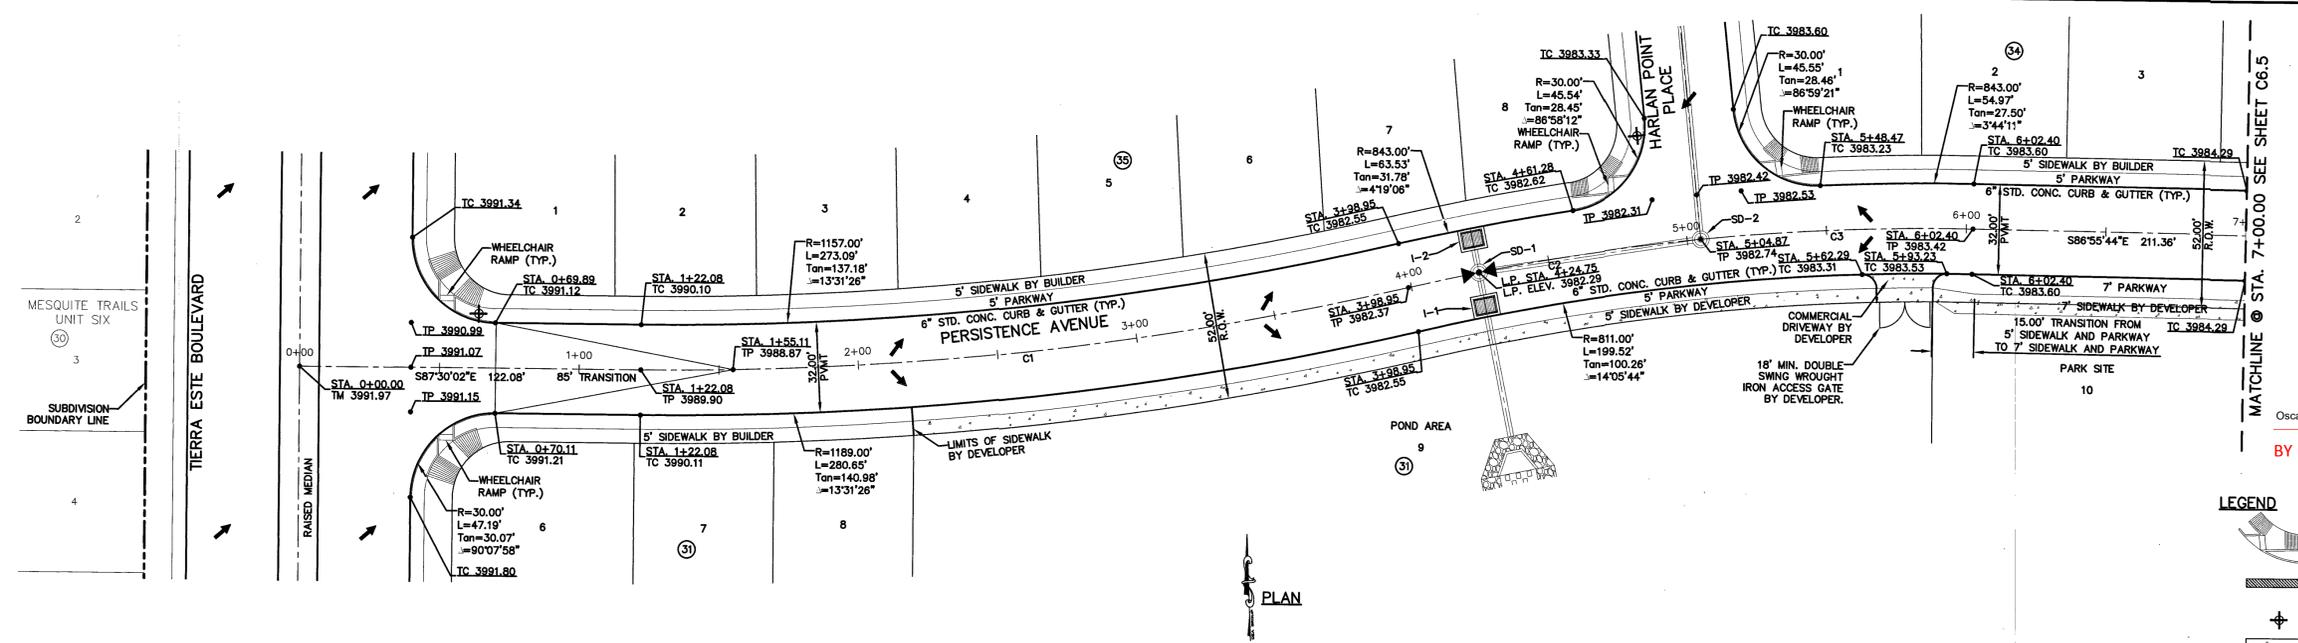 2
MESQUITE TRAILS
UNIT SIX
30
3
4
SUBDIVISION
BOUNDARY LINE
TIERRA ESTE BOULEVARD
RAISED MEDIAN
0+00
STA. 0+00.00
TM 3991.97
TC 3991.34
WHEELCHAIR
RAMP (TYP.)
STA. 0+69.89
TC 3991.12
TP 3990.99
TP 3991.07
S87°30'02"E 122.08'
TP 3991.15
1+00
85' TRANSITION
STA. 0+70.11
TC 3991.21
WHEELCHAIR
RAMP (TYP.)
R=30.00'
L=47.19'
Tan=30.07'
Δ=90°07'58"
TC 3991.80
1
2
3
4
35
5
6
7
8
STA. 1+22.08
TC 3990.10
STA. 1+55.11
TP 3988.87
STA. 1+22.08
TP 3989.90
5' SIDEWALK BY BUILDER
STA. 1+22.08
TC 3990.11
6
7
31
8
R=1157.00'
L=273.09'
Tan=137.18'
Δ=13°31'26"
32.00'
PVMT
2+00
R=1189.00'
L=280.65'
Tan=140.98'
Δ=13°31'26"
LIMITS OF SIDEWALK
BY DEVELOPER
5' SIDEWALK BY BUILDER
5' PARKWAY
6" STD. CONC. CURB & GUTTER (TYP.)
PERSISTENCE AVENUE
3+00
C1
52.00'
R.O.W.
R=843.00'
L=63.53'
Tan=31.78'
Δ=4°19'06"
STA. 3+98.95
TC 3982.55
STA. 3+98.95
TP 3982.37
STA. 3+98.95
TC 3982.55
4+00
I-2
I-1
SD-1
C2
L.P. STA. 4+24.75
L.P. ELEV. 3982.29
STA. 4+61.28
TC 3982.62
TC 3983.33
R=30.00'
L=45.54'
Tan=28.45'
Δ=86°58'12"
WHEELCHAIR
RAMP (TYP.)
HARLAN POINT
PLACE
TP 3982.31
TP 3982.42
TP 3982.53
5+00
SD-2
STA. 5+04.87
TP 3982.74
6" STD. CONC. CURB & GUTTER (TYP.)
5' PARKWAY
5' SIDEWALK BY DEVELOPER
R=811.00'
L=199.52'
Tan=100.26'
Δ=14°05'44"
POND AREA
9
31
TC 3983.60
R=30.00'
L=45.55'
Tan=28.46'
Δ=86°59'21"
1
WHEELCHAIR
RAMP (TYP.)
STA. 5+48.47
TC 3983.23
34
2
3
R=843.00'
L=54.97'
Tan=27.50'
Δ=3°44'11"
STA. 6+02.40
TC 3983.60
TC 3984.29
5' SIDEWALK BY BUILDER
5' PARKWAY
6" STD. CONC. CURB & GUTTER (TYP.)
C3
6+00
7+
STA. 6+02.40
TP 3983.42
32.00'
PVMT
S86°55'44"E 211.36'
52.00'
R.O.W.
STA. 5+62.29
TC 3983.31
STA. 5+93.23
TC 3983.53
STA. 6+02.40
TC 3983.60
7' PARKWAY
7' SIDEWALK BY DEVELOPER
TC 3984.29
COMMERCIAL
DRIVEWAY BY
DEVELOPER
18' MIN. DOUBLE
SWING WROUGHT
IRON ACCESS GATE
BY DEVELOPER.
15.00' TRANSITION FROM
5' SIDEWALK AND PARKWAY
TO 7' SIDEWALK AND PARKWAY
PARK SITE
10
MATCHLINE @ STA. 7+00.00 SEE SHEET C6.5
Osca
BY
LEGEND
PLAN